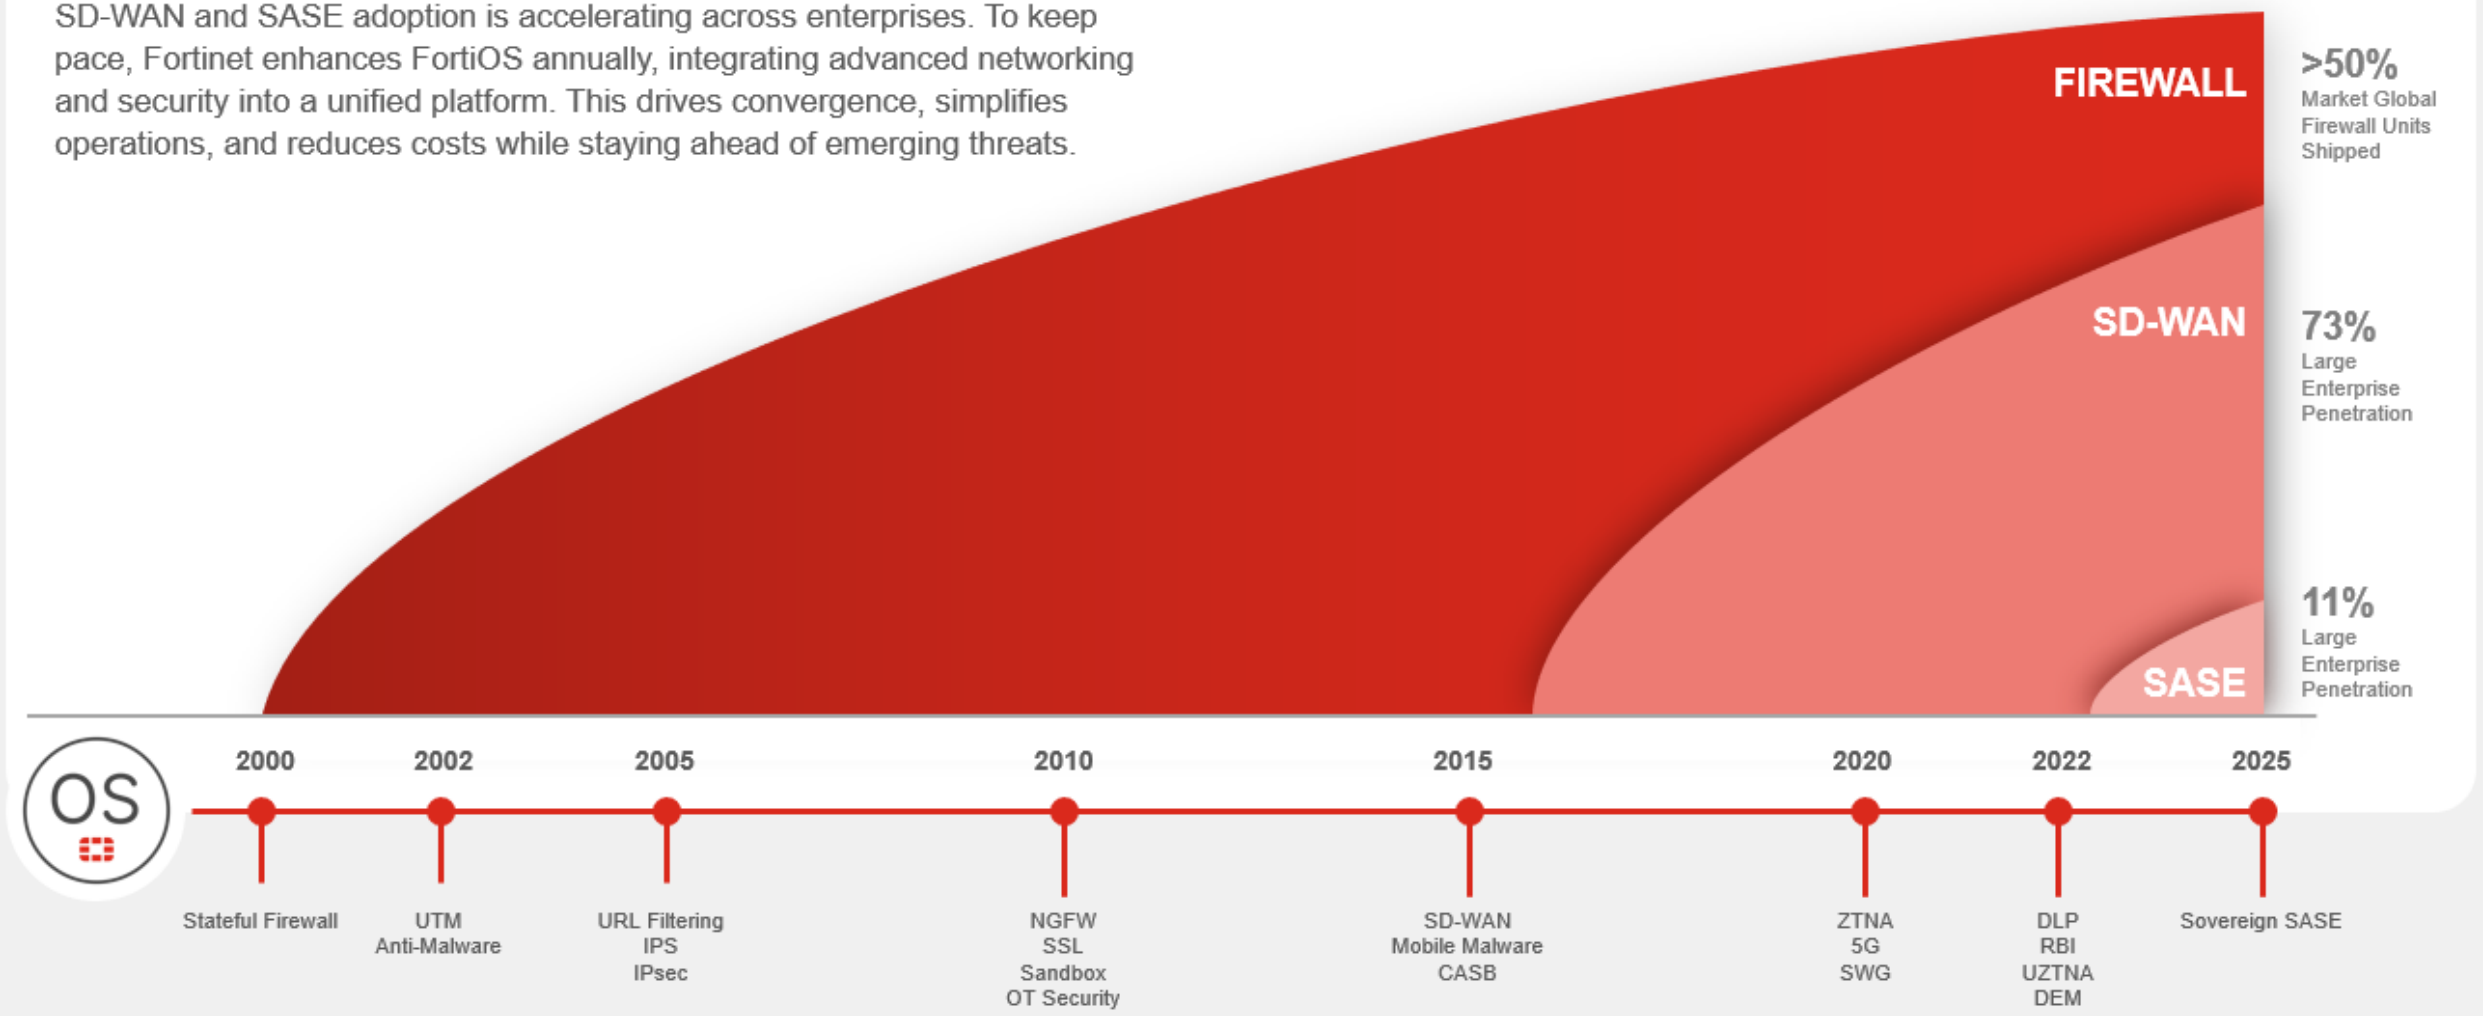 SD-WAN and SASE adoption is accelerating across enterprises. To keep
pace, Fortinet enhances FortiOS annually, integrating advanced networking
and security into a unified platform. This drives convergence, simplifies
operations, and reduces costs while staying ahead of emerging threats.
FIREWALL
>50%
Market Global
Firewall Units
Shipped
SD-WAN
73%
Large
Enterprise
Penetration
SASE
11%
Large
Enterprise
Penetration
OS
2000
2002
2005
2010
2015
2020
2022
2025
Stateful Firewall
UTM
Anti-Malware
URL Filtering
IPS
IPsec
NGFW
SSL
Sandbox
OT Security
SD-WAN
Mobile Malware
CASB
ZTNA
5G
SWG
DLP
RBI
UZTNA
DEM
Sovereign SASE